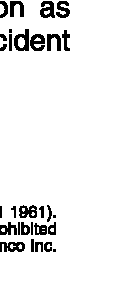 on as
cident
1961).
ohibited
nco Inc.